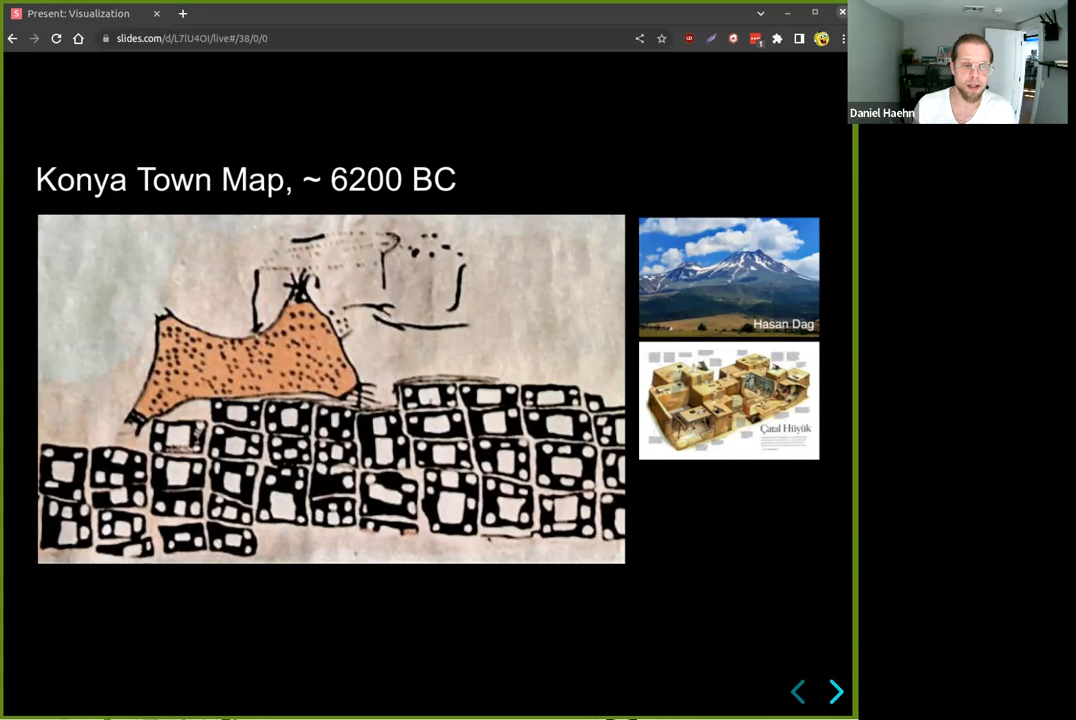 Present: Visualization
slides.com/d/L7lU4OI/live#/38/0/0
Daniel Haehn
Konya Town Map, ~ 6200 BC
Hasan Dag
Çatal Hüyük